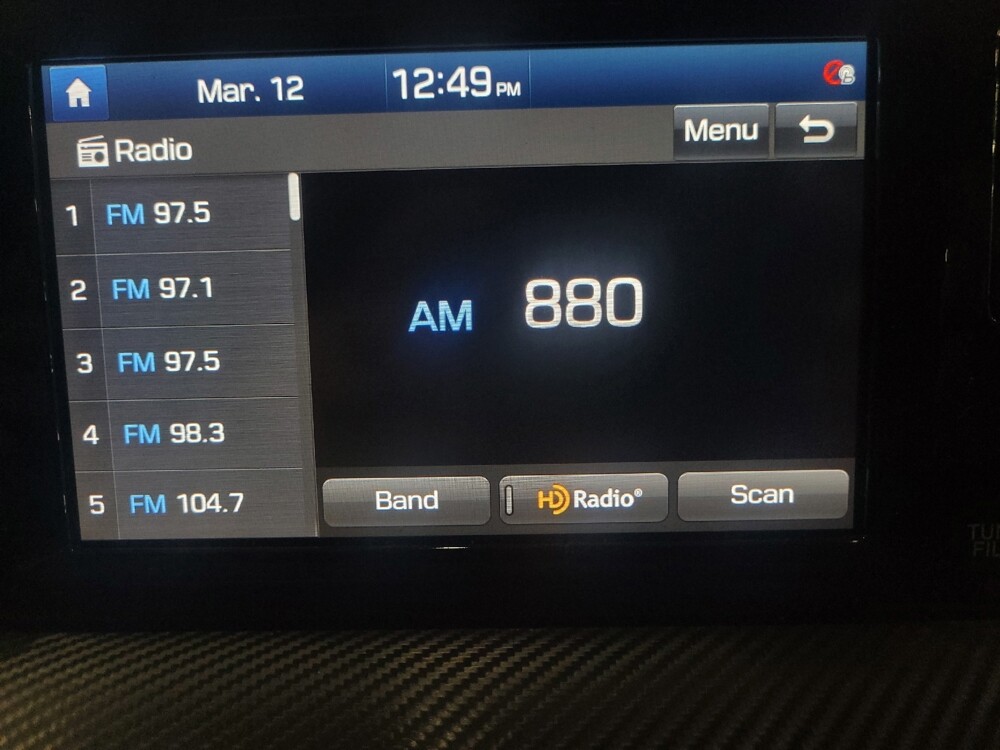 Mar. 12 12:49 PM
Radio Menu
1 FM 97.5
2 FM 97.1
3 FM 97.5
4 FM 98.3
5 FM 104.7
AM 880
Band HD Radio® Scan